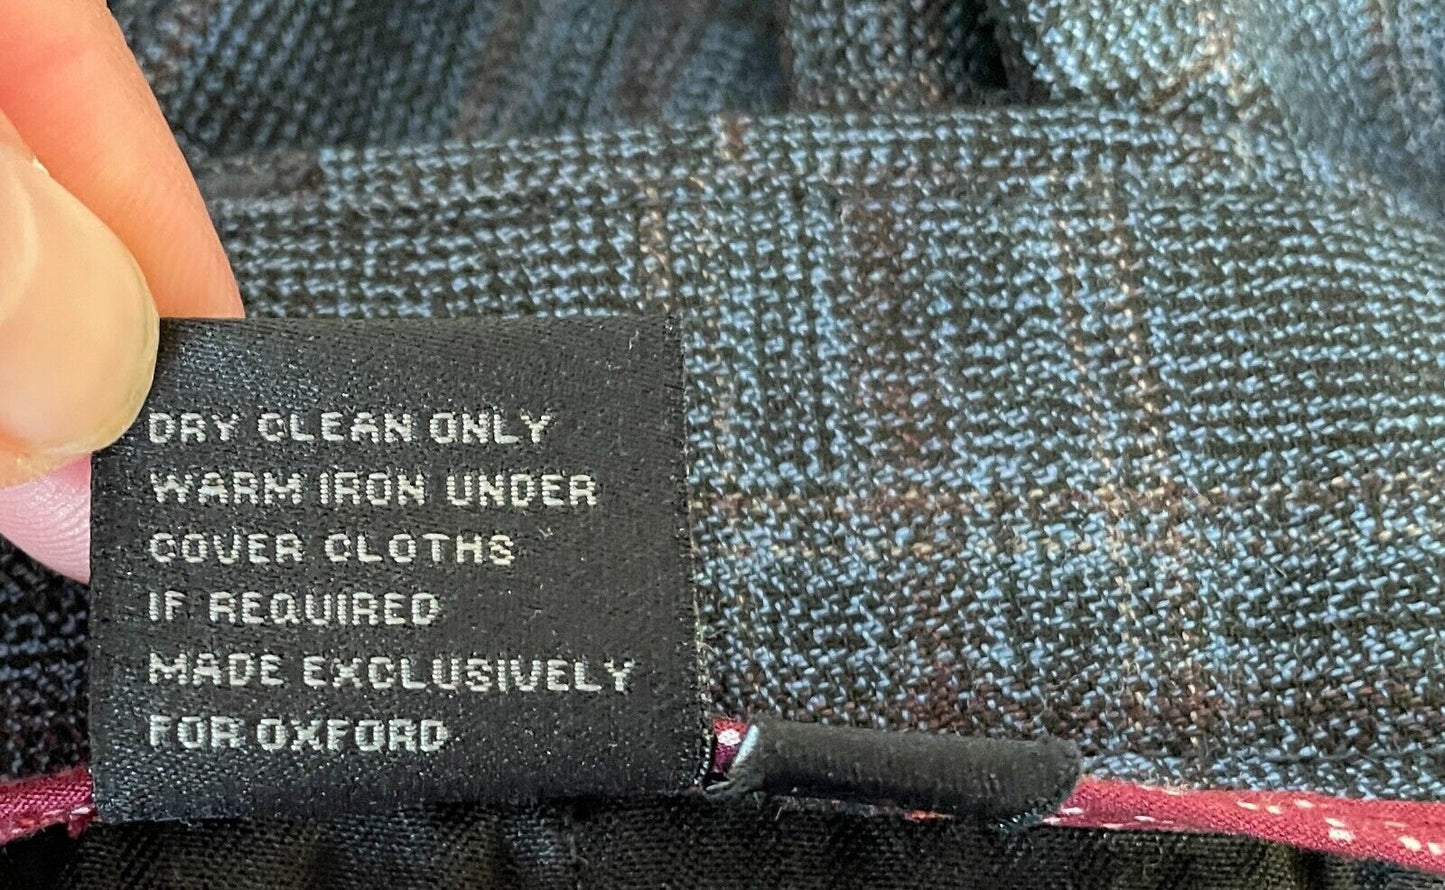 DRY CLEAN ONLY
WARM IRON UNDER
COVER CLOTHS
IF REQUIRED
MADE EXCLUSIVELY
FOR OXFORD